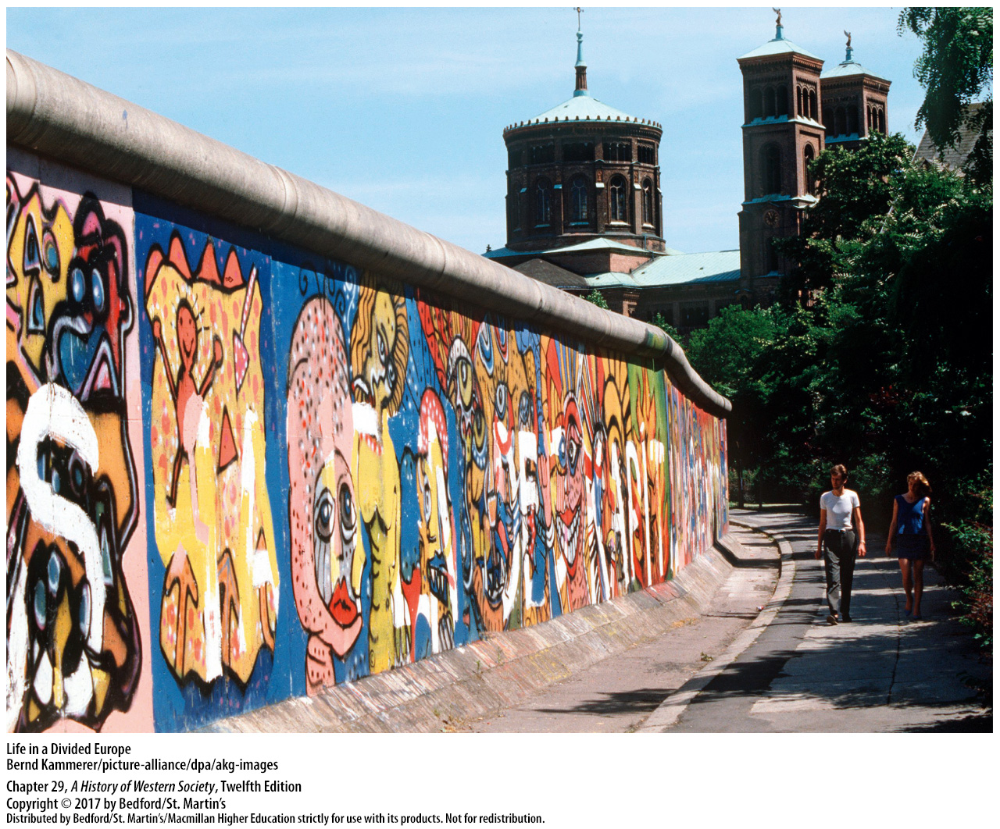 Life in a Divided Europe
Bernd Kammerer/picture-alliance/dpa/akg-images
Chapter 29, A History of Western Society, Twelfth Edition
Copyright © 2017 by Bedford/St. Martin's
Distributed by Bedford/St. Martin's/Macmillan Higher Education strictly for use with its products. Not for redistribution.